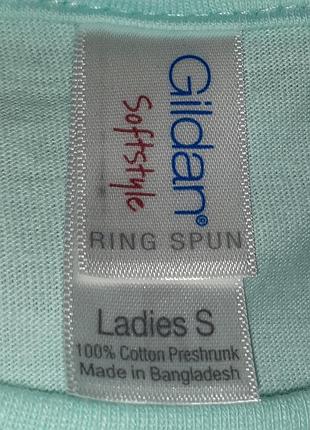 Gildan®
Softstyle
RING SPUN
Ladies S
100% Cotton Preshrunk
Made in Bangladesh